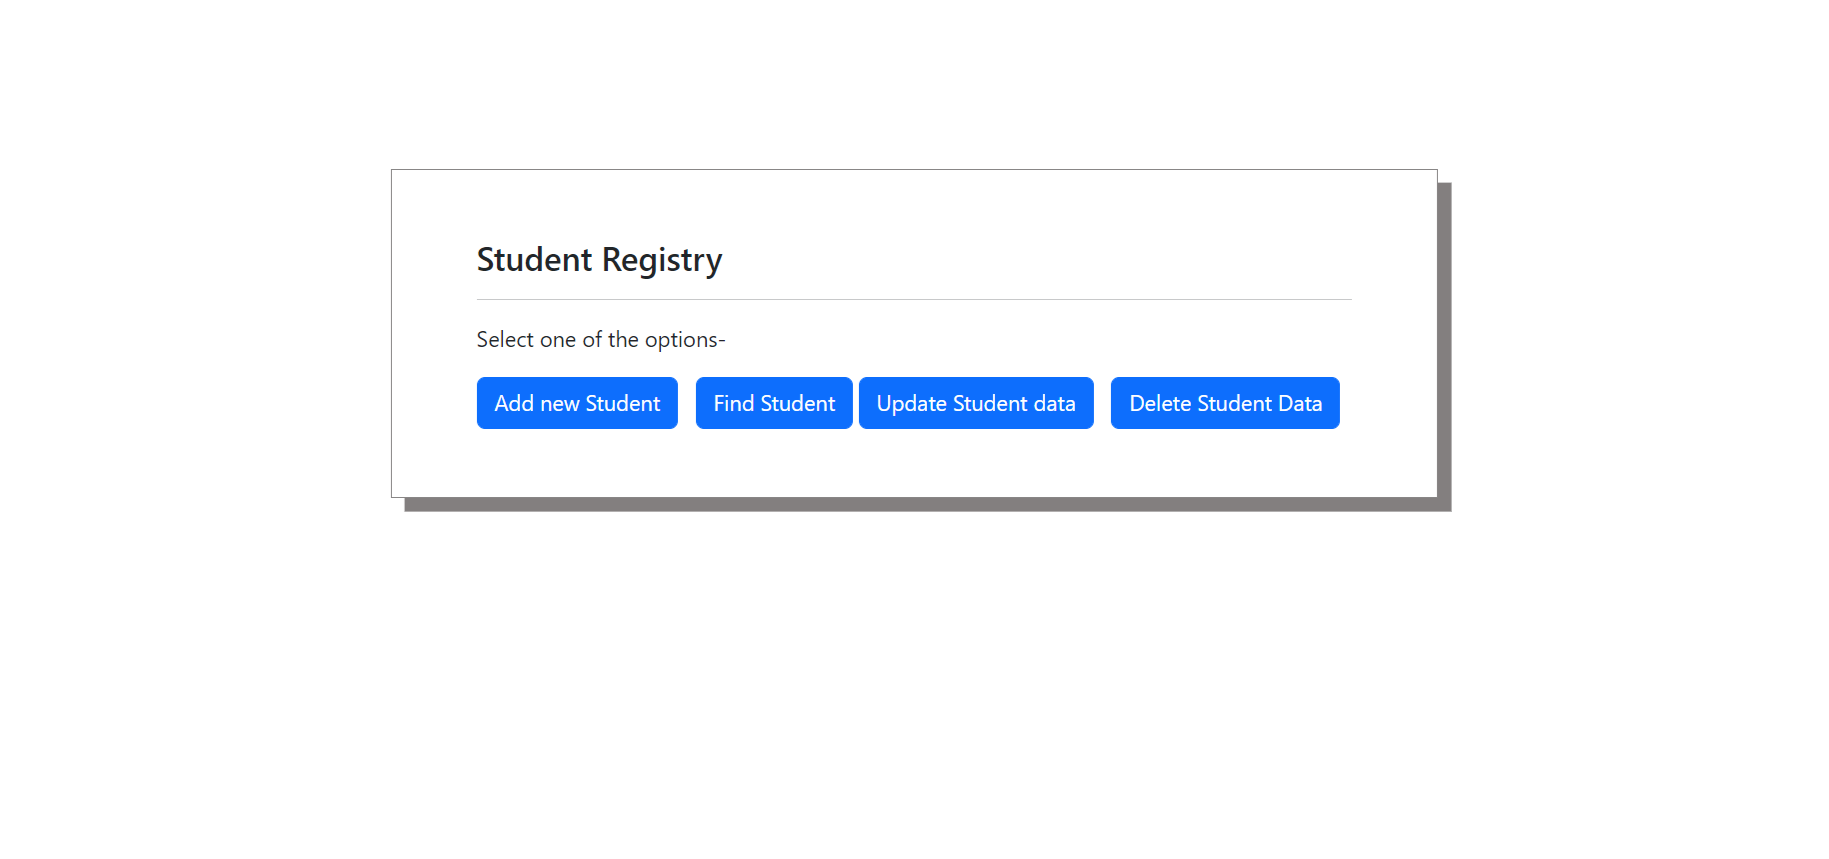 Student Registry
Select one of the options-
Add new Student Find Student Update Student data Delete Student Data